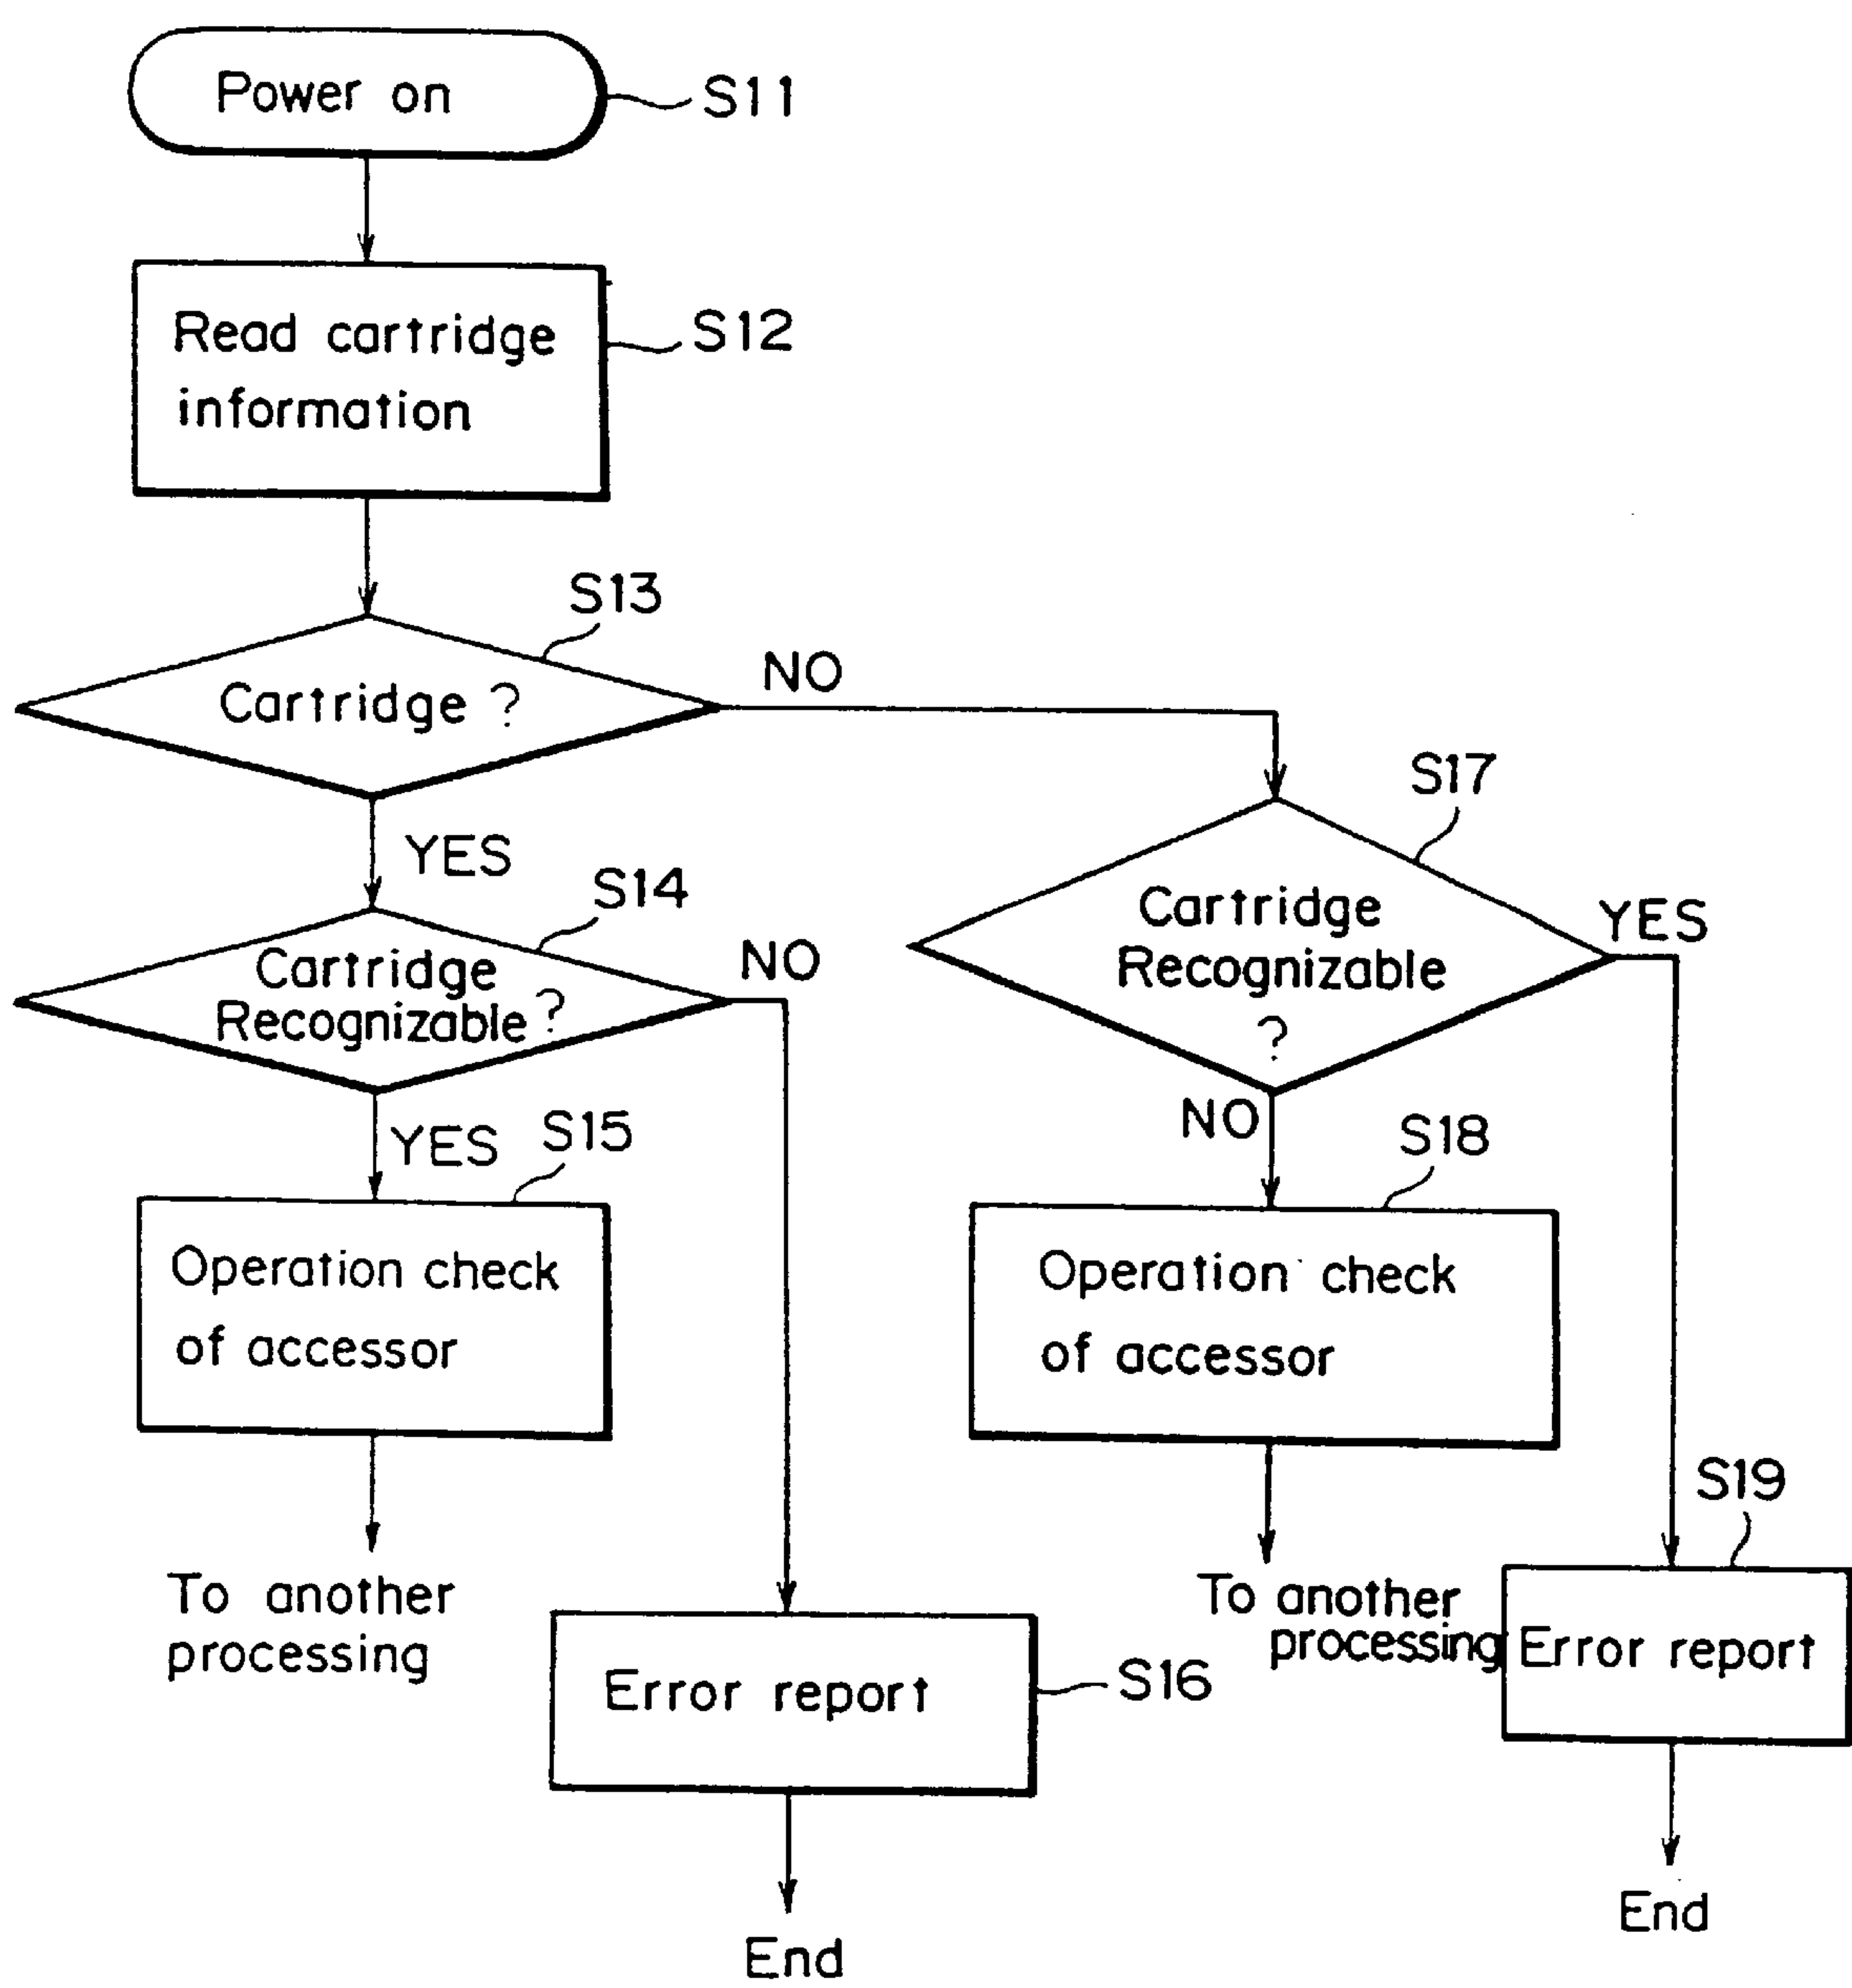 Power on
S11
Read cartridge
information
S12
S13
Cartridge ?
NO
YES
S14
Cartridge
Recognizable ?
NO
YES
S15
Operation check
of accessor
To another
processing
Error report
S16
End
S17
Cartridge
Recognizable
?
YES
NO
S18
Operation check
of accessor
To another
processing
S19
Error report
End